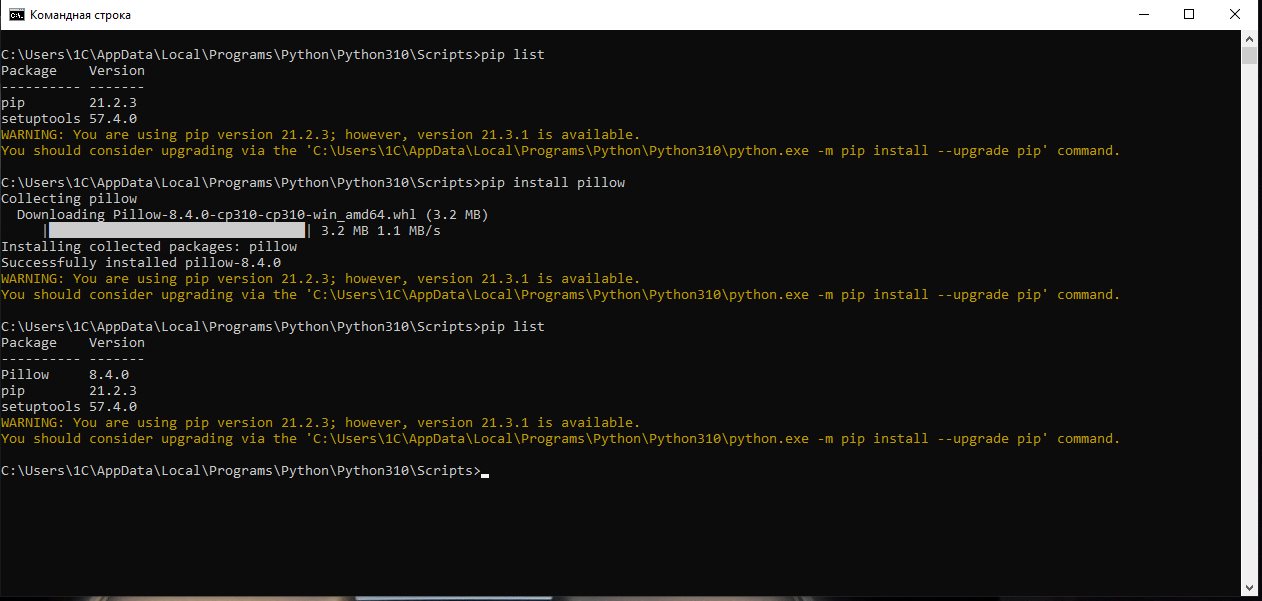 Командная строка
C:\Users\1C\AppData\Local\Programs\Python\Python310\Scripts>pip list
Package    Version
---------- -------
pip        21.2.3
setuptools 57.4.0
WARNING: You are using pip version 21.2.3; however, version 21.3.1 is available.
You should consider upgrading via the 'C:\Users\1C\AppData\Local\Programs\Python\Python310\python.exe -m pip install --upgrade pip' command.
C:\Users\1C\AppData\Local\Programs\Python\Python310\Scripts>pip install pillow
Collecting pillow
  Downloading Pillow-8.4.0-cp310-cp310-win_amd64.whl (3.2 MB)
     |████████████████████████████████| 3.2 MB 1.1 MB/s
Installing collected packages: pillow
Successfully installed pillow-8.4.0
WARNING: You are using pip version 21.2.3; however, version 21.3.1 is available.
You should consider upgrading via the 'C:\Users\1C\AppData\Local\Programs\Python\Python310\python.exe -m pip install --upgrade pip' command.
C:\Users\1C\AppData\Local\Programs\Python\Python310\Scripts>pip list
Package    Version
---------- -------
Pillow     8.4.0
pip        21.2.3
setuptools 57.4.0
WARNING: You are using pip version 21.2.3; however, version 21.3.1 is available.
You should consider upgrading via the 'C:\Users\1C\AppData\Local\Programs\Python\Python310\python.exe -m pip install --upgrade pip' command.
C:\Users\1C\AppData\Local\Programs\Python\Python310\Scripts>